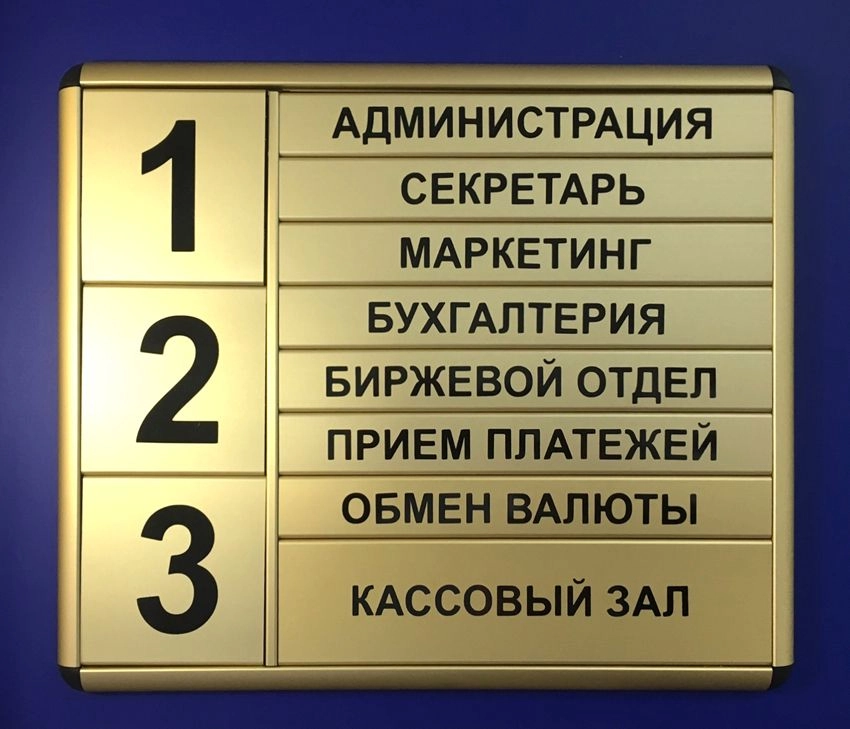 1
АДМИНИСТРАЦИЯ
СЕКРЕТАРЬ
МАРКЕТИНГ
2
БУХГАЛТЕРИЯ
БИРЖЕВОЙ ОТДЕЛ
ПРИЕМ ПЛАТЕЖЕЙ
3
ОБМЕН ВАЛЮТЫ
КАССОВЫЙ ЗАЛ